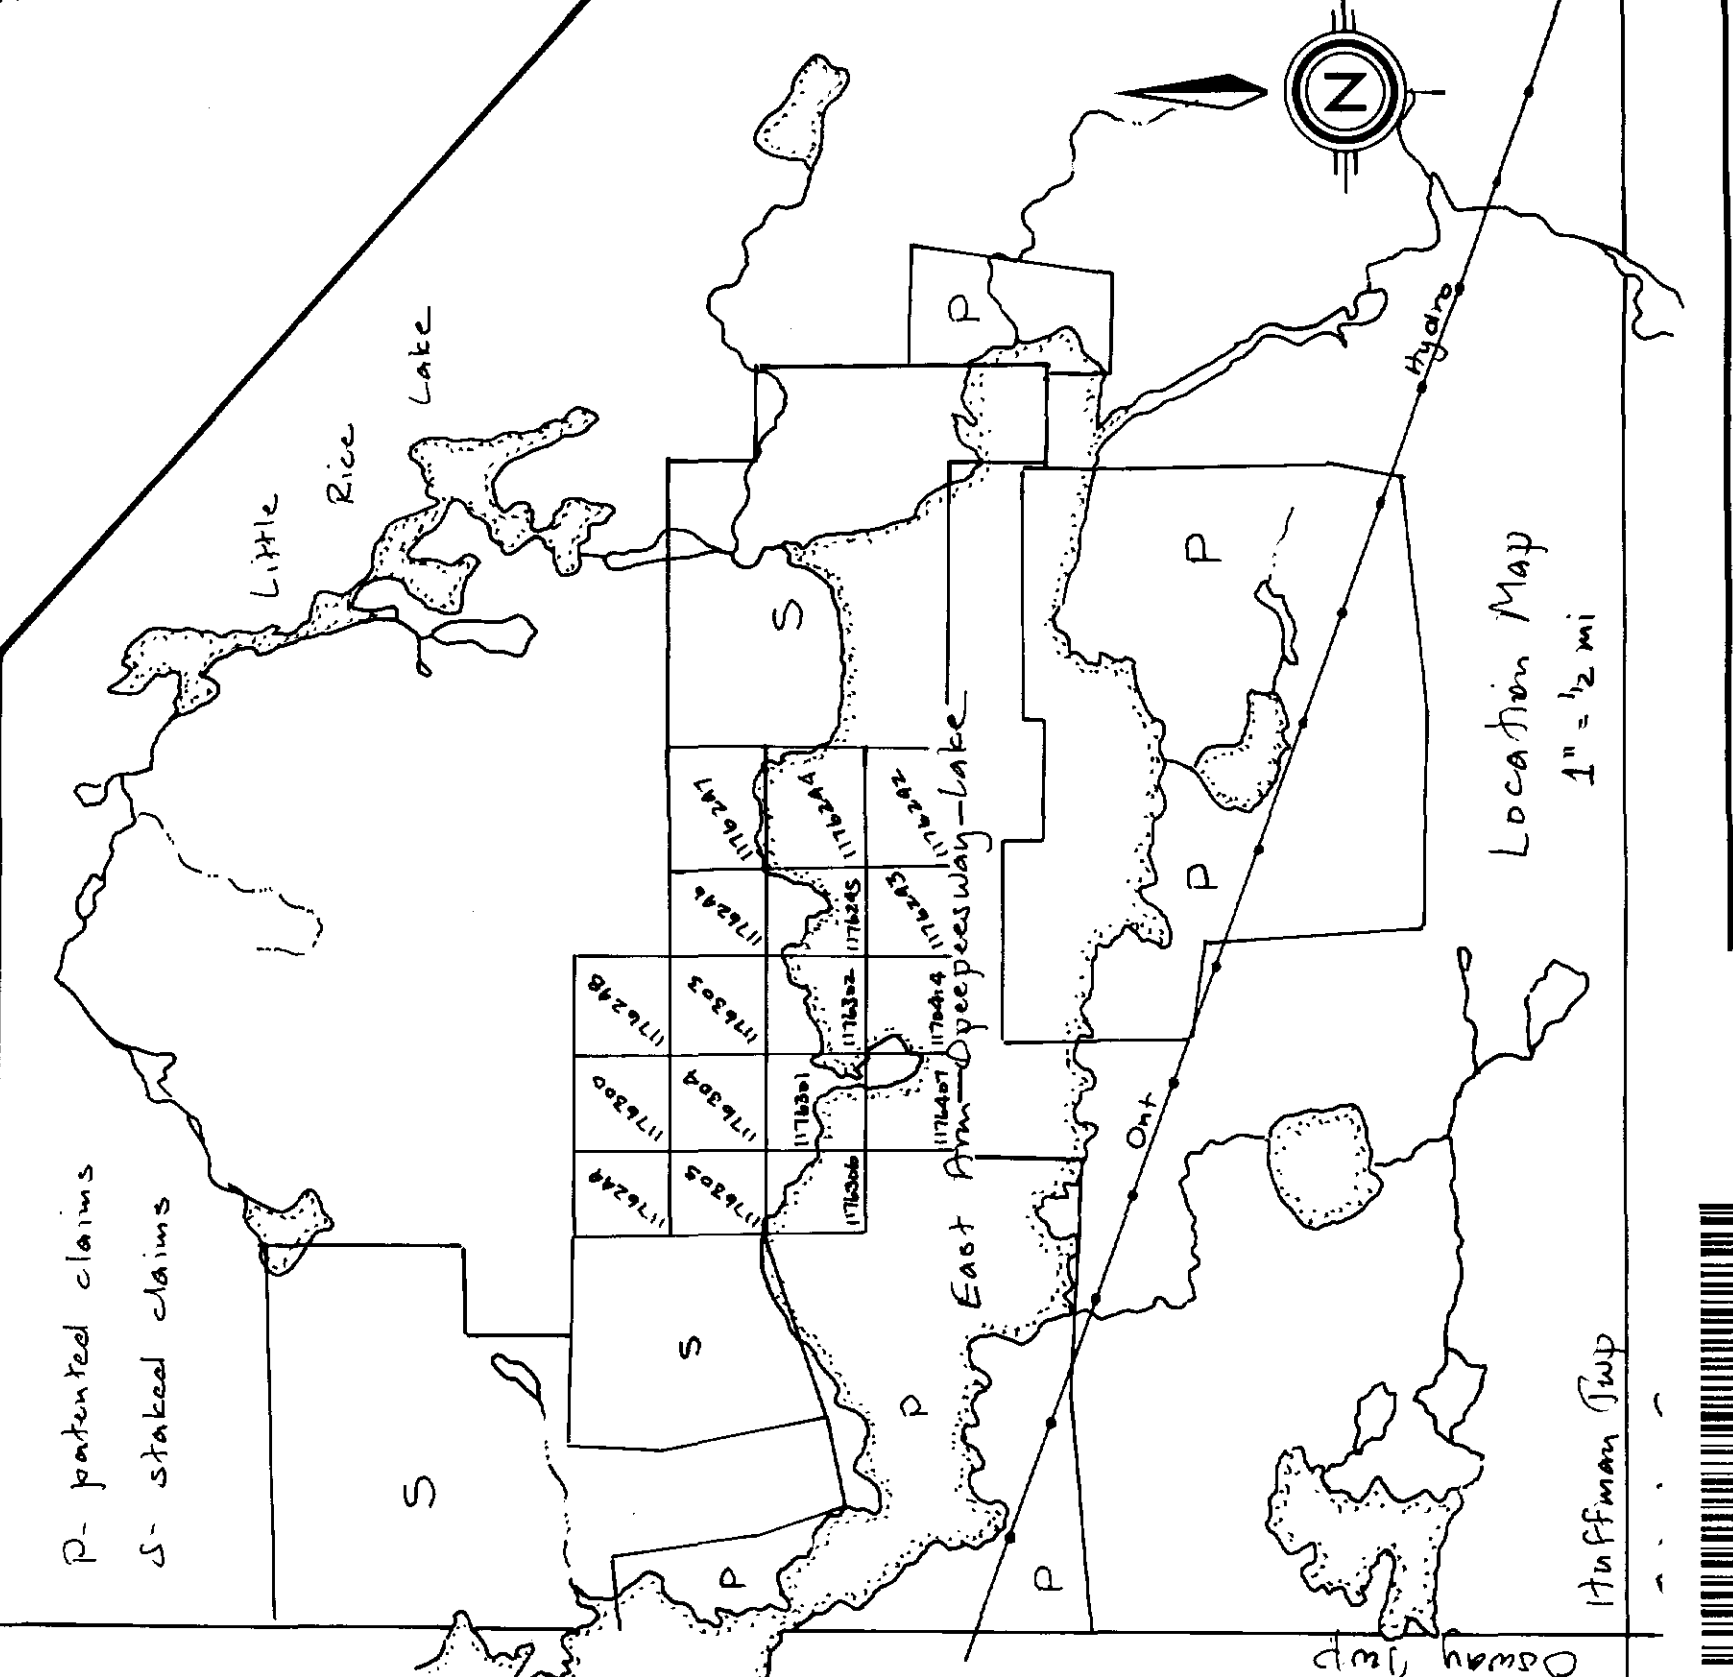 P - patented claims
S - staked claims
Little Rice Lake
N
P
S
1176247
1176244
1176242
1176246
1176245
1176243
1176248
1176303
1176302
1176414
1176300
1176304
1176301
1176407
1176249
1176305
1176306
East Arm - Opeepeesway - Lake
S
S
P
P
P
P
P
Ont Hydro
Location Map
1" = 1/2 mi
Huffman Twp
Osway Twp